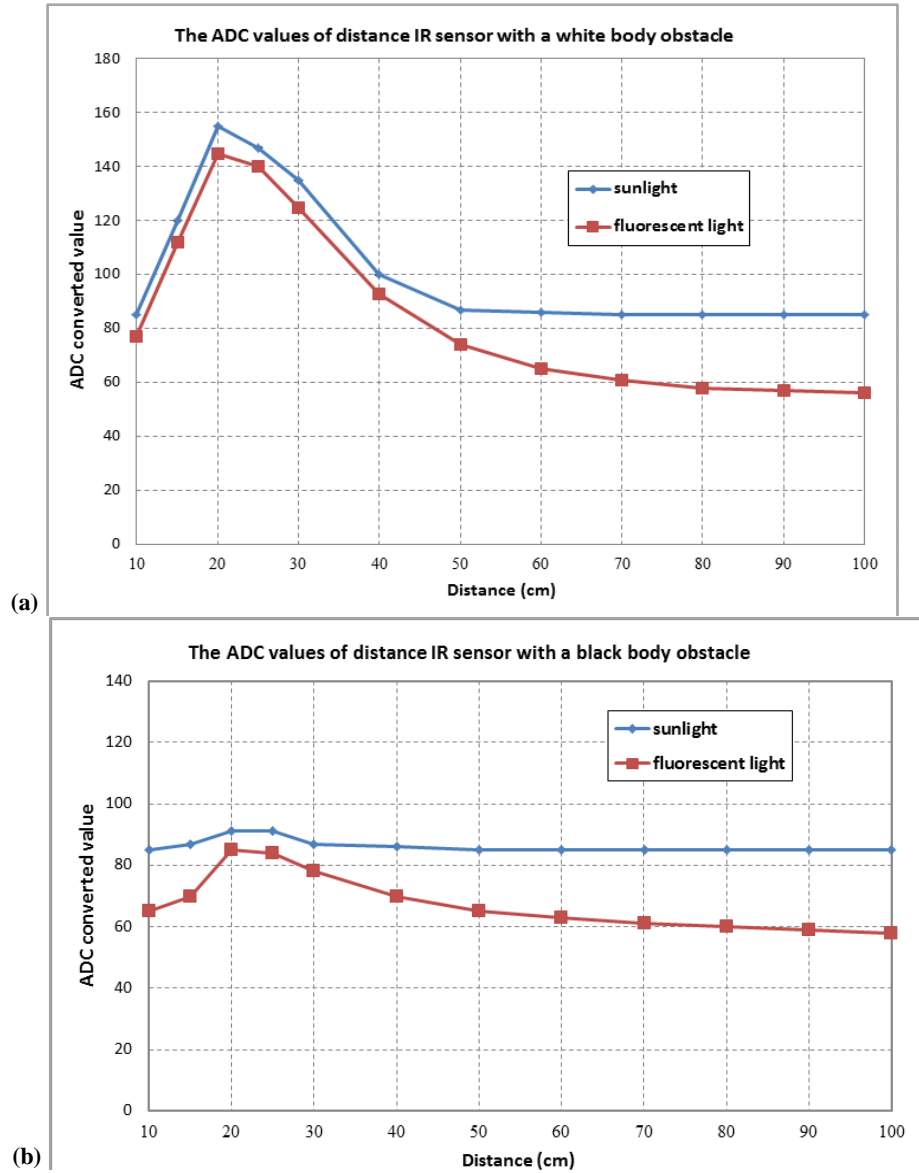 The ADC values of distance IR sensor with a white body obstacle
180
160
140
120
100
80
60
40
20
0
ADC converted value
sunlight
fluorescent light
10 20 30 40 50 60 70 80 90 100
Distance (cm)
(a)
The ADC values of distance IR sensor with a black body obstacle
140
120
100
80
60
40
20
0
ADC converted value
sunlight
fluorescent light
10 20 30 40 50 60 70 80 90 100
Distance (cm)
(b)